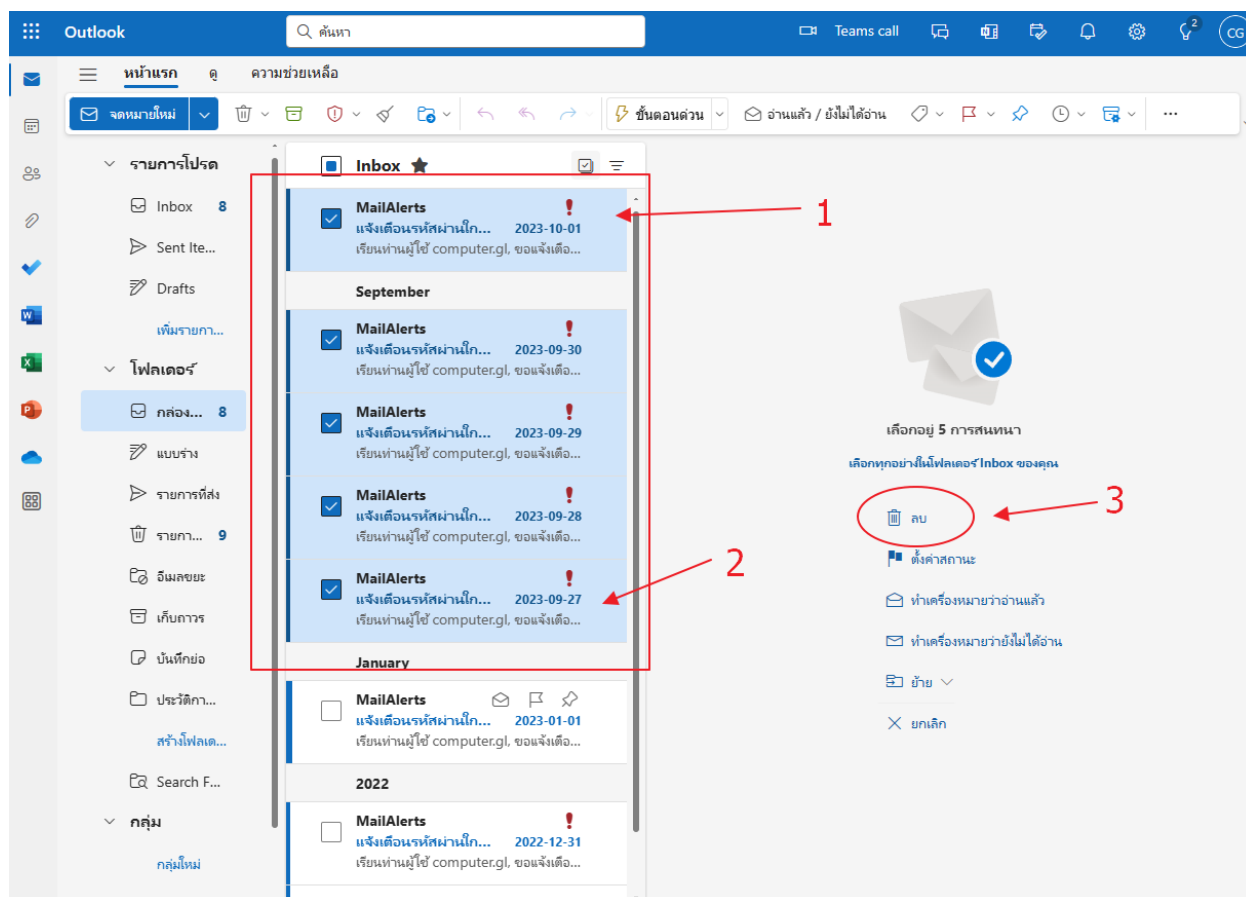 Outlook
ค้นหา
Teams call
2
CG
หน้าแรก
ดู
ความช่วยเหลือ
จดหมายใหม่
ขั้นตอนด่วน
อ่านแล้ว / ยังไม่ได้อ่าน
รายการโปรด
Inbox 8
Sent Ite...
Drafts
เพิ่มรายกา...
โฟลเดอร์
กล่อง... 8
แบบร่าง
รายการที่ส่ง
รายกา... 9
อีเมลขยะ
เก็บถาวร
บันทึกย่อ
ประวัติกา...
สร้างโฟลเด...
Search F...
กลุ่ม
กลุ่มใหม่
Inbox
MailAlerts
แจ้งเตือนรหัสผ่านใก... 2023-10-01
เรียนท่านผู้ใช้ computer.gl, ขอแจ้งเตือ...
September
MailAlerts
แจ้งเตือนรหัสผ่านใก... 2023-09-30
เรียนท่านผู้ใช้ computer.gl, ขอแจ้งเตือ...
MailAlerts
แจ้งเตือนรหัสผ่านใก... 2023-09-29
เรียนท่านผู้ใช้ computer.gl, ขอแจ้งเตือ...
MailAlerts
แจ้งเตือนรหัสผ่านใก... 2023-09-28
เรียนท่านผู้ใช้ computer.gl, ขอแจ้งเตือ...
MailAlerts
แจ้งเตือนรหัสผ่านใก... 2023-09-27
เรียนท่านผู้ใช้ computer.gl, ขอแจ้งเตือ...
January
MailAlerts
แจ้งเตือนรหัสผ่านใก... 2023-01-01
เรียนท่านผู้ใช้ computer.gl, ขอแจ้งเตือ...
2022
MailAlerts
แจ้งเตือนรหัสผ่านใก... 2022-12-31
เรียนท่านผู้ใช้ computer.gl, ขอแจ้งเตือ...
1
2
เลือกอยู่ 5 การสนทนา
เลือกทุกอย่างในโฟลเดอร์ Inbox ของคุณ
ลบ
3
ตั้งค่าสถานะ
ทำเครื่องหมายว่าอ่านแล้ว
ทำเครื่องหมายว่ายังไม่ได้อ่าน
ย้าย
ยกเลิก